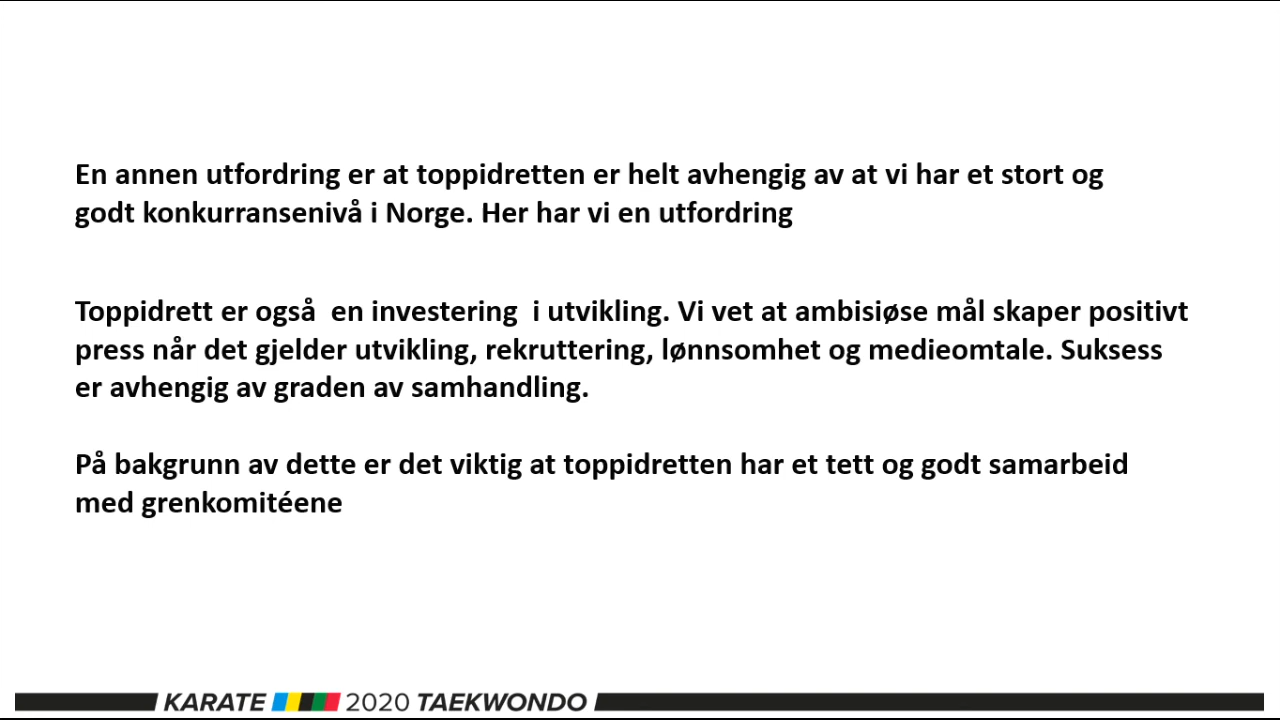 En annen utfordring er at toppidretten er helt avhengig av at vi har et stort og
godt konkurransenivå i Norge. Her har vi en utfordring
Toppidrett er også  en investering  i utvikling. Vi vet at ambisiøse mål skaper positivt
press når det gjelder utvikling, rekruttering, lønnsomhet og medieomtale. Suksess
er avhengig av graden av samhandling.
På bakgrunn av dette er det viktig at toppidretten har et tett og godt samarbeid
med grenkomitéene
KARATE 2020 TAEKWONDO